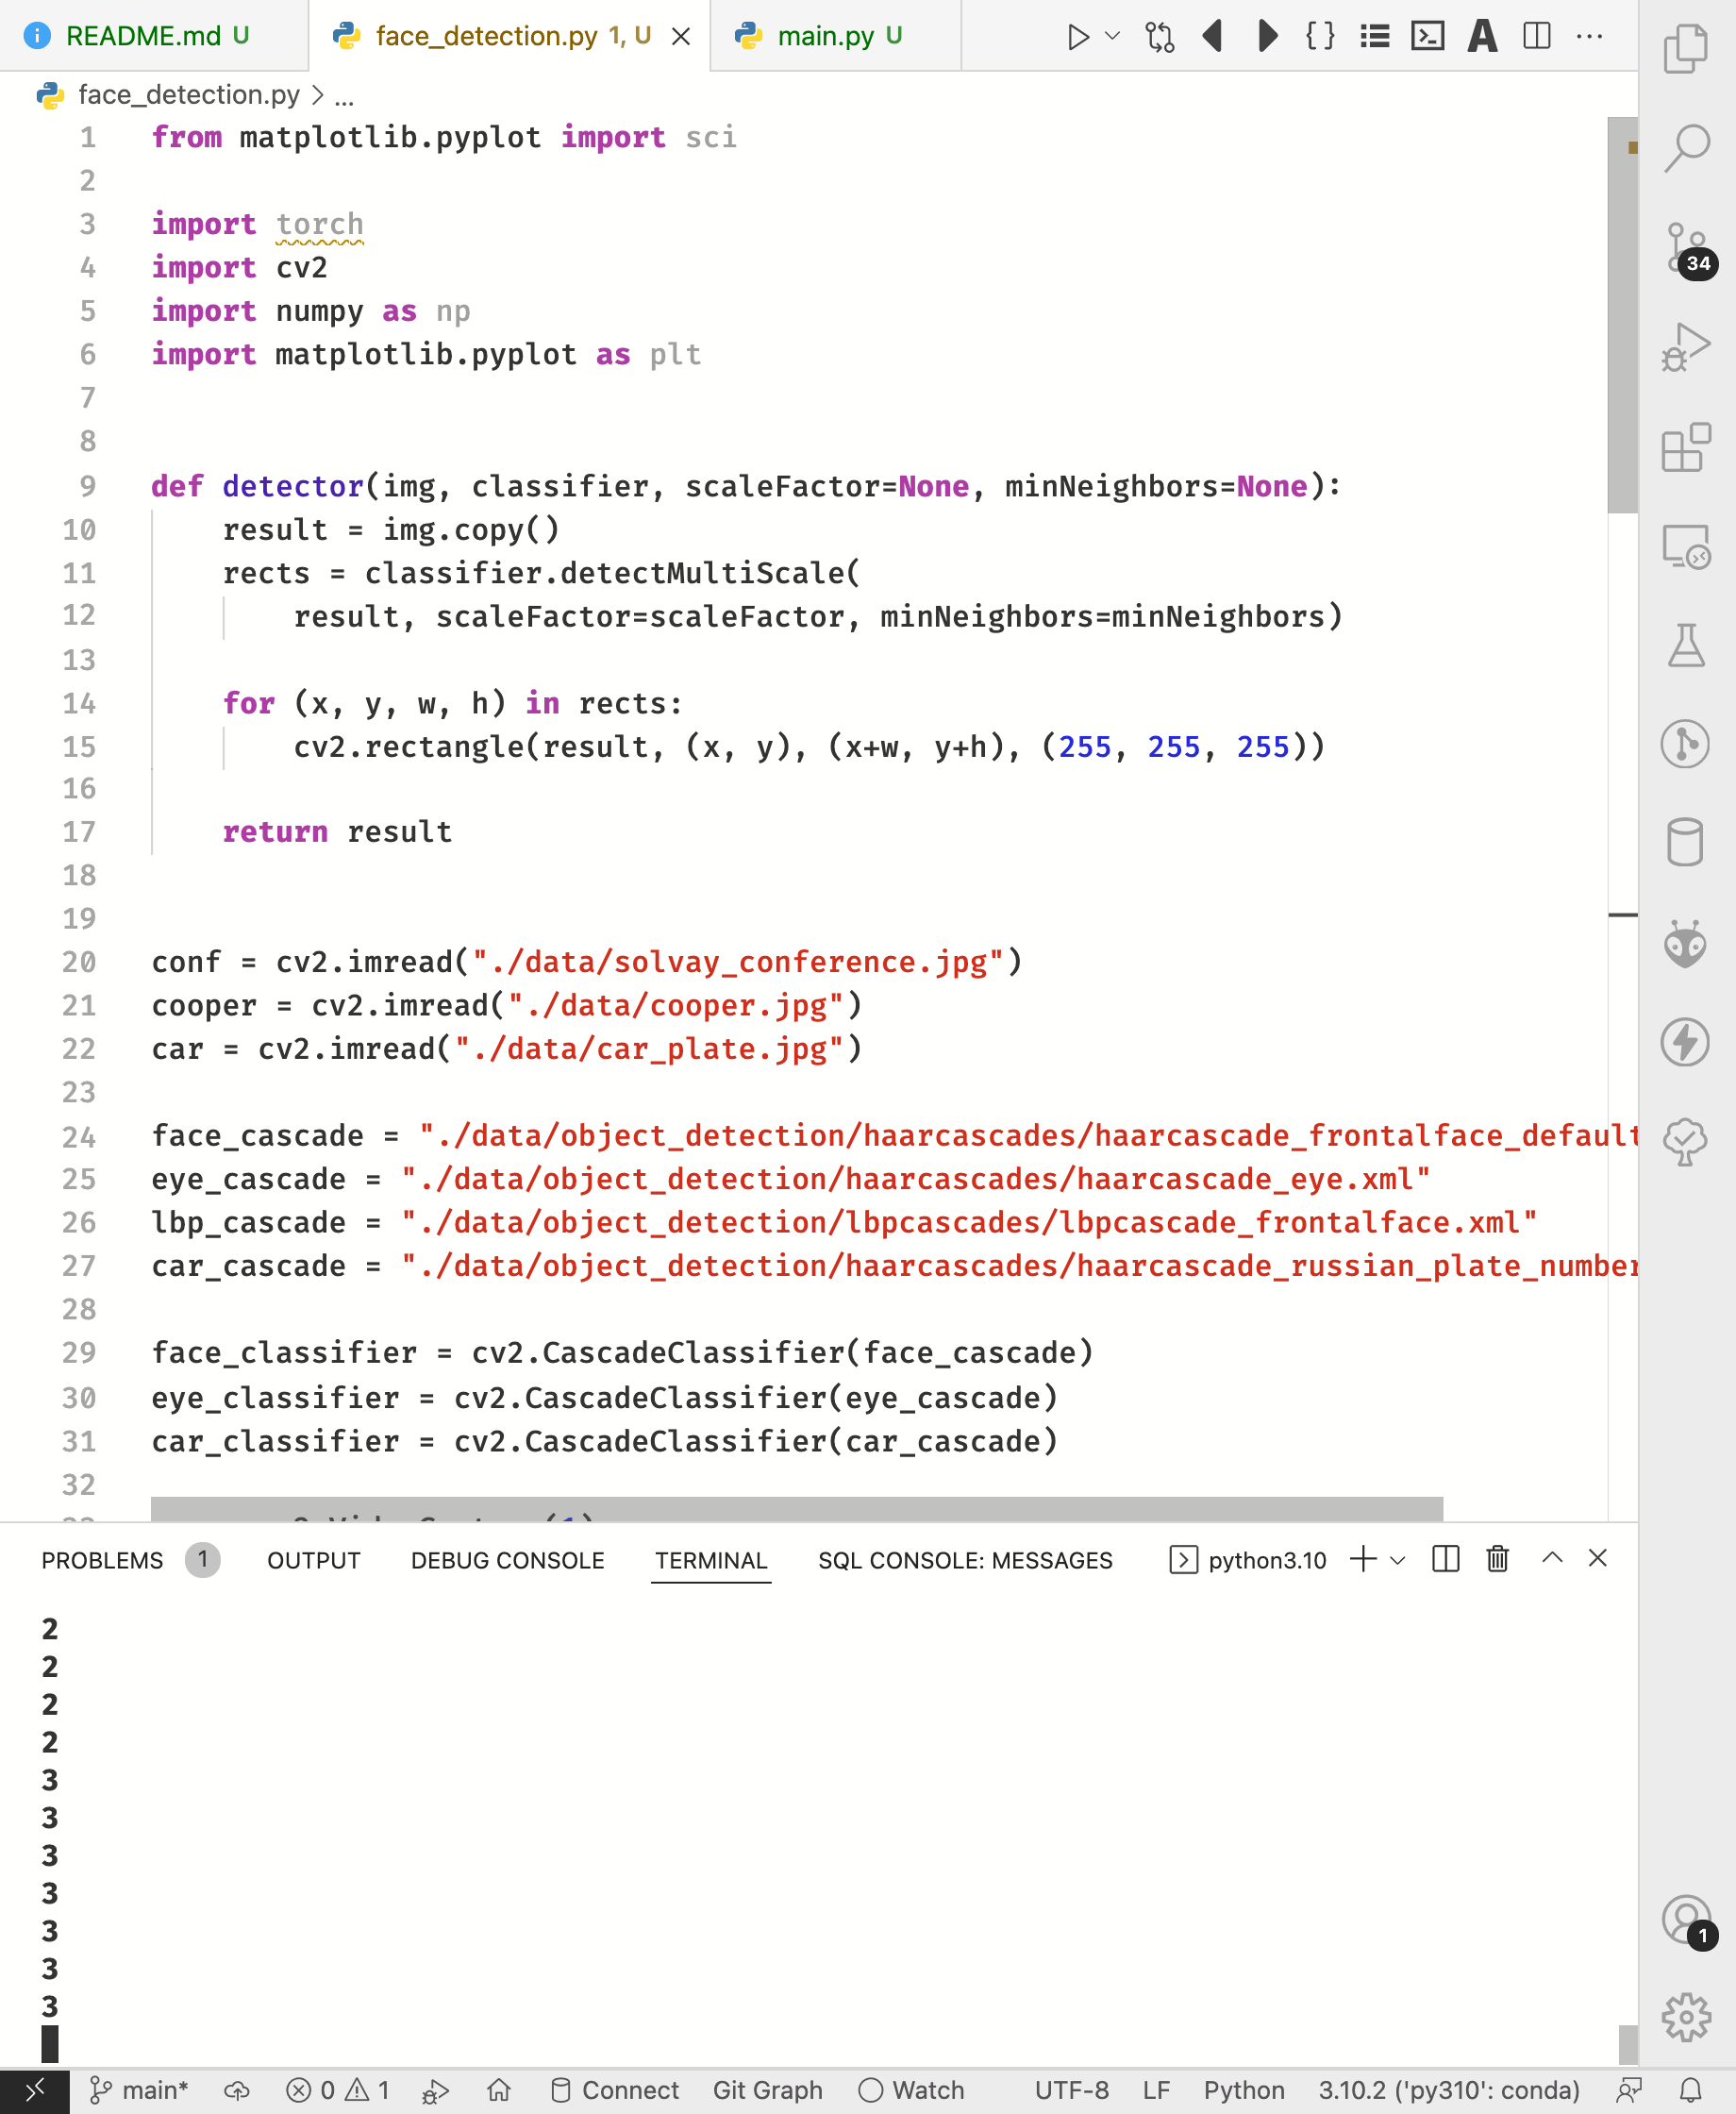 README.md U
face_detection.py 1, U
main.py U
face_detection.py > ...
1 from matplotlib.pyplot import sci
2
3 import torch
4 import cv2
5 import numpy as np
6 import matplotlib.pyplot as plt
7
8
9 def detector(img, classifier, scaleFactor=None, minNeighbors=None):
10 result = img.copy()
11 rects = classifier.detectMultiScale(
12 result, scaleFactor=scaleFactor, minNeighbors=minNeighbors)
13
14 for (x, y, w, h) in rects:
15 cv2.rectangle(result, (x, y), (x+w, y+h), (255, 255, 255))
16
17 return result
18
19
20 conf = cv2.imread("./data/solvay_conference.jpg")
21 cooper = cv2.imread("./data/cooper.jpg")
22 car = cv2.imread("./data/car_plate.jpg")
23
24 face_cascade = "./data/object_detection/haarcascades/haarcascade_frontalface_default
25 eye_cascade = "./data/object_detection/haarcascades/haarcascade_eye.xml"
26 lbp_cascade = "./data/object_detection/lbpcascades/lbpcascade_frontalface.xml"
27 car_cascade = "./data/object_detection/haarcascades/haarcascade_russian_plate_number
28
29 face_classifier = cv2.CascadeClassifier(face_cascade)
30 eye_classifier = cv2.CascadeClassifier(eye_cascade)
31 car_classifier = cv2.CascadeClassifier(car_cascade)
32
34
PROBLEMS 1 OUTPUT DEBUG CONSOLE TERMINAL SQL CONSOLE: MESSAGES python3.10
2
2
2
2
3
3
3
3
3
3
3
1
main* 0 1 Connect Git Graph Watch UTF-8 LF Python 3.10.2 ('py310': conda)